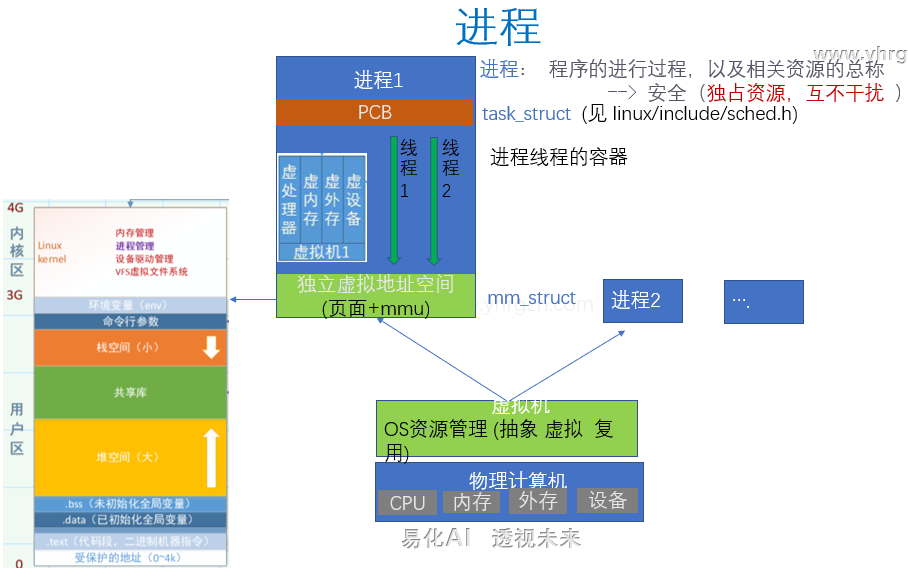 进程
www.yhrg
进程： 程序的进行过程，以及相关资源的总称
--> 安全（独占资源，互不干扰 ）
task_struct (见 linux/include/sched.h)
进程线程的容器
进程1
PCB
线程1
线程2
虚处理器
虚内存
虚外存
虚设备
虚拟机1
独立虚拟地址空间
(页面+mmu)
mm_struct
进程2
….
虚拟机
OS资源管理 (抽象 虚拟 复
用)
物理计算机
CPU
内存
外存
设备
易化AI 透视未来
4G
内核区
3G
用户区
0
Linux
kernel
内存管理
进程管理
设备驱动管理
VFS虚拟文件系统
环境变量（env）
命令行参数
栈空间（小）
共享库
堆空间（大）
.bss（未初始化全局变量）
.data（已初始化全局变量）
.text（代码段，二进制机器指令）
受保护的地址（0~4k）